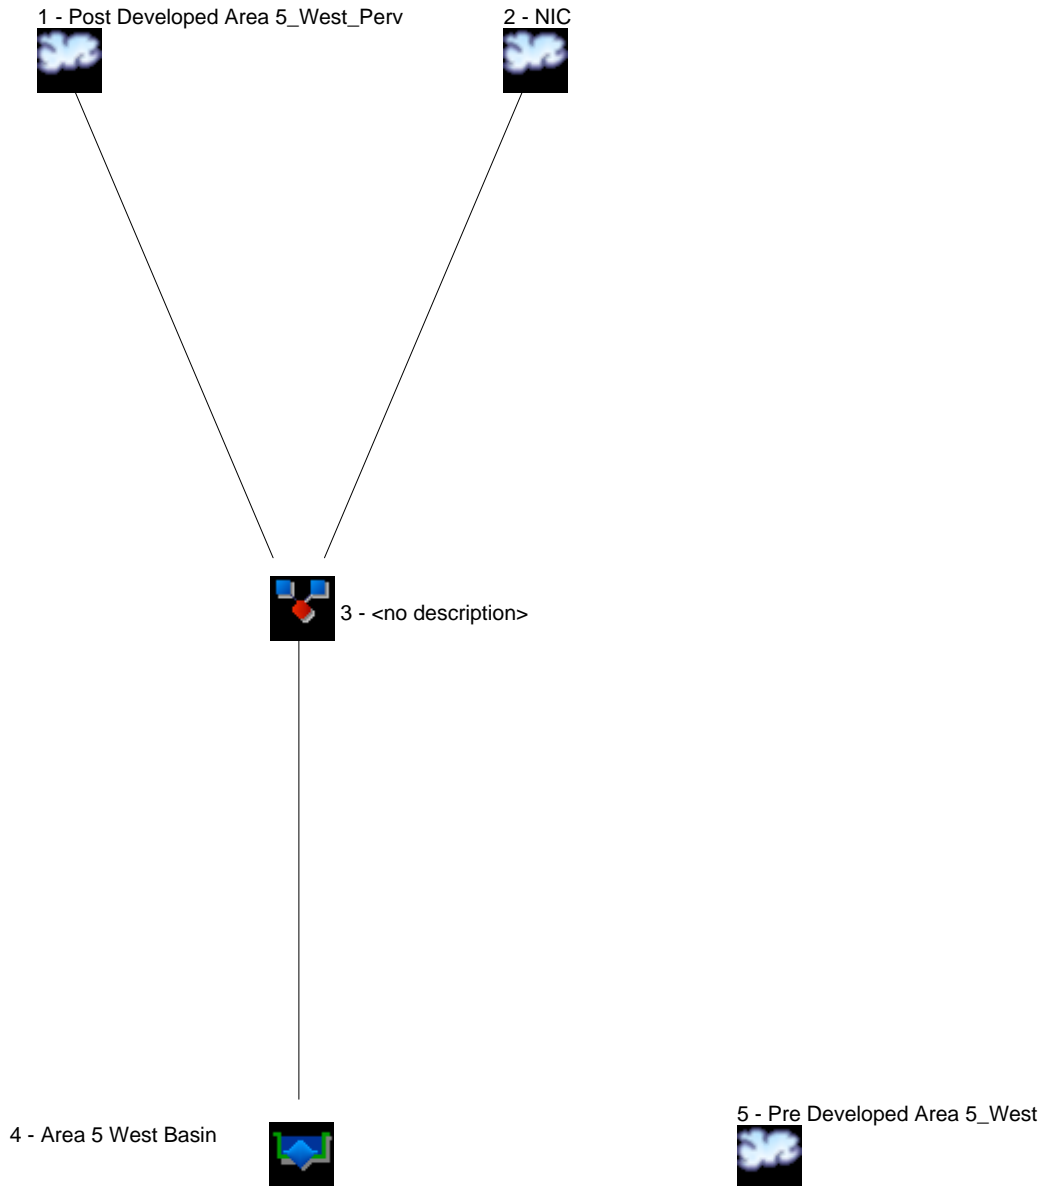 1 - Post Developed Area 5_West_Perv
2 - NIC
3 - <no description>
4 - Area 5 West Basin
5 - Pre Developed Area 5_West